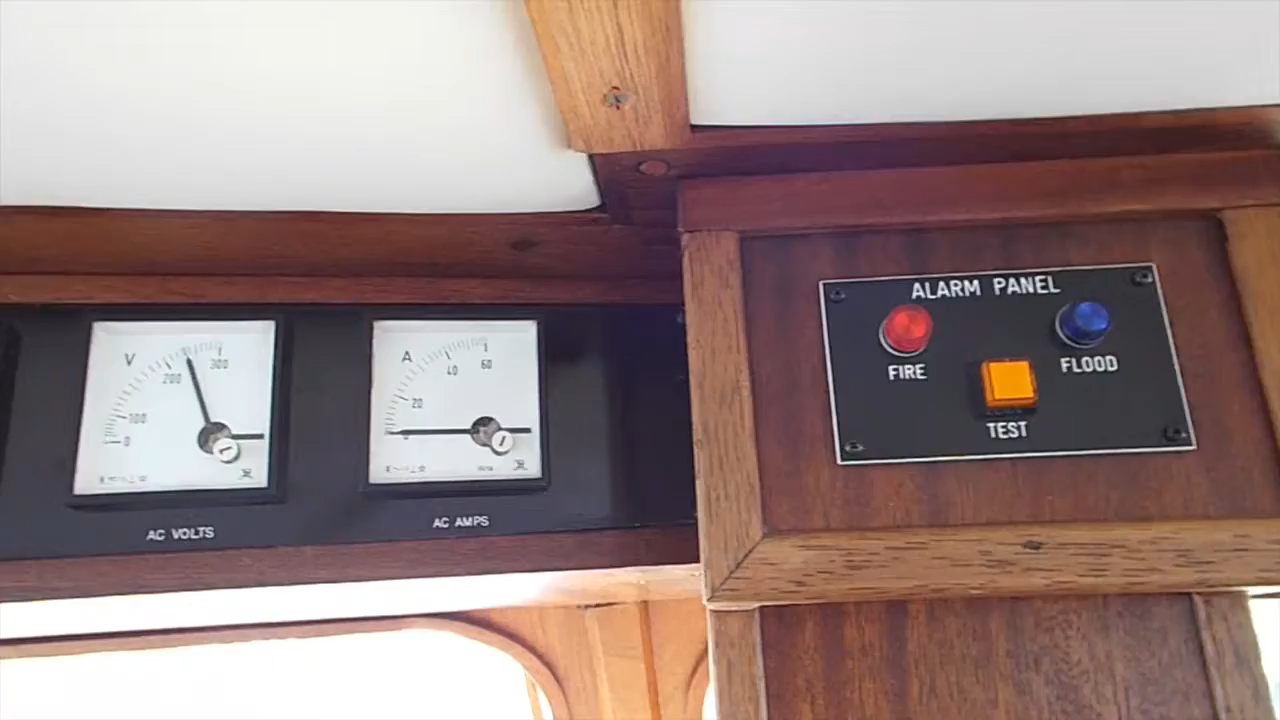 V
0
100
200
300
AC VOLTS
A
0
20
40
60
AC AMPS
ALARM PANEL
FIRE
FLOOD
TEST